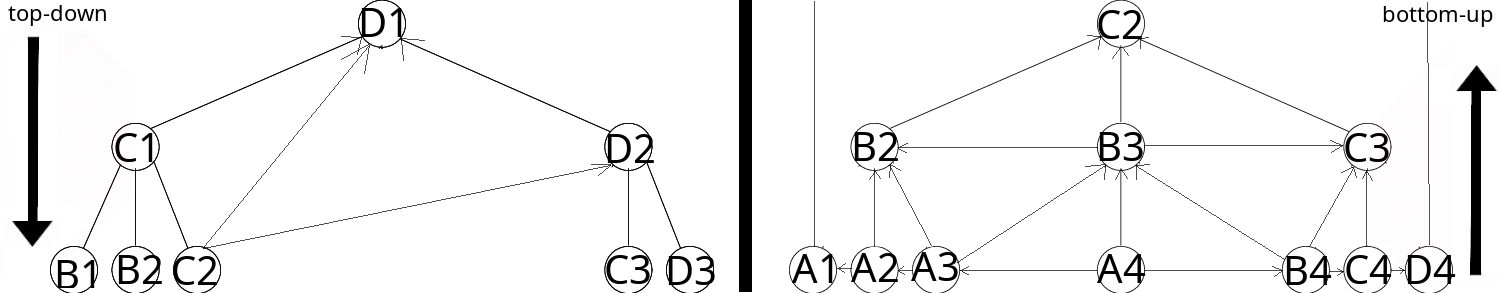 top-down
D1
C1
D2
B1 B2 C2
C3 D3
bottom-up
C2
B2 B3 C3
A1 A2 A3 A4 B4 C4 D4